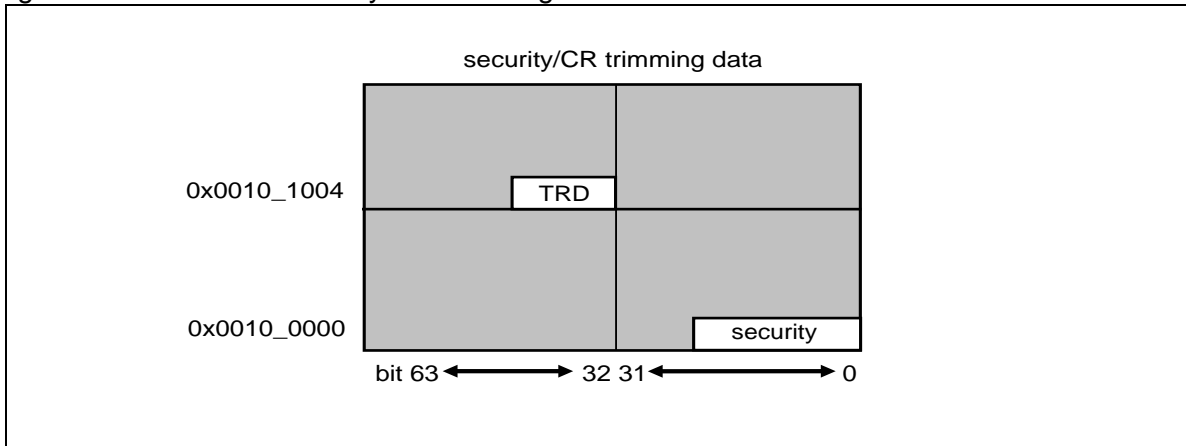 security/CR trimming data
0x0010_1004
TRD
0x0010_0000
security
bit 63 32 31 0